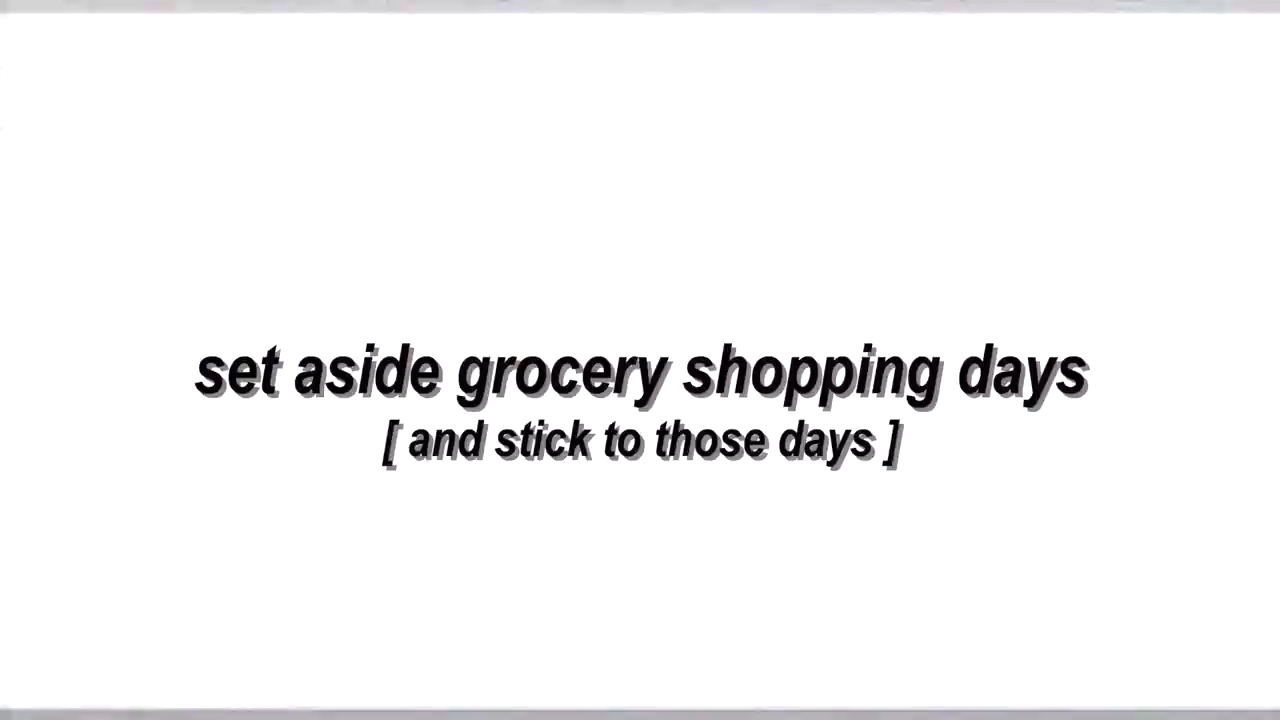 set aside grocery shopping days
[ and stick to those days ]